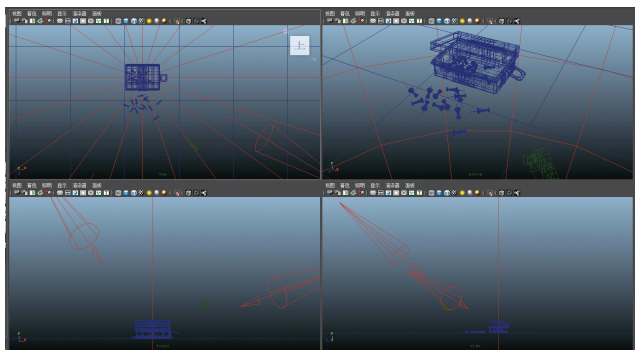 视图 着色 照明 显示 渲染器 面板
视图 着色 照明 显示 渲染器 面板
上
persp
视图 着色 照明 显示 渲染器 面板
视图 着色 照明 显示 渲染器 面板